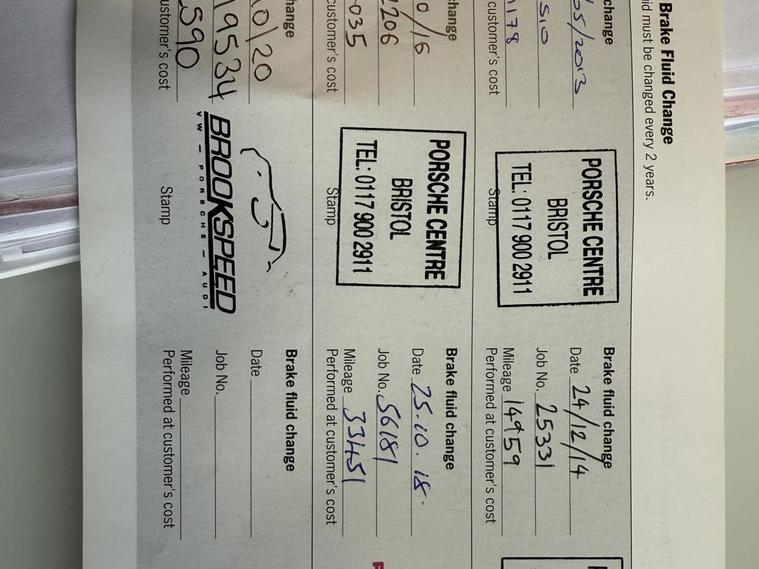 Brake Fluid Change
id must be changed every 2 years.
change
05/2013
S10
1178
customer's cost
PORSCHE CENTRE
BRISTOL
TEL: 0117 900 2911
Stamp
Brake fluid change
Date 24/12/14
Job No. 25331
Mileage 14959
Performed at customer's cost
change
0/16
206
-035
customer's cost
PORSCHE CENTRE
BRISTOL
TEL: 0117 900 2911
Stamp
Brake fluid change
Date 25.10.18.
Job No. 56181
Mileage 33451
Performed at customer's cost
hange
10/20
19534
590
ustomer's cost
BROOKSPEED
VW – PORSCHE – AUDI
Stamp
Brake fluid change
Date
Job No.
Mileage
Performed at customer's cost